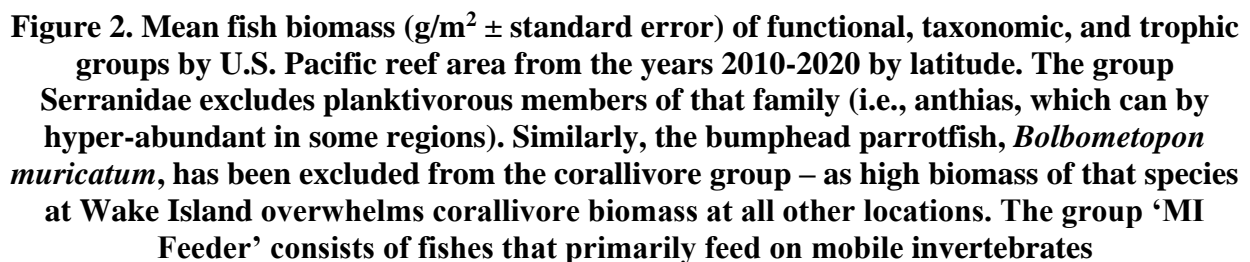 Figure 2. Mean fish biomass (g/m² ± standard error) of functional, taxonomic, and trophic
groups by U.S. Pacific reef area from the years 2010-2020 by latitude. The group
Serranidae excludes planktivorous members of that family (i.e., anthias, which can by
hyper-abundant in some regions). Similarly, the bumphead parrotfish, Bolbometopon
muricatum, has been excluded from the corallivore group – as high biomass of that species
at Wake Island overwhelms corallivore biomass at all other locations. The group ‘MI
Feeder’ consists of fishes that primarily feed on mobile invertebrates